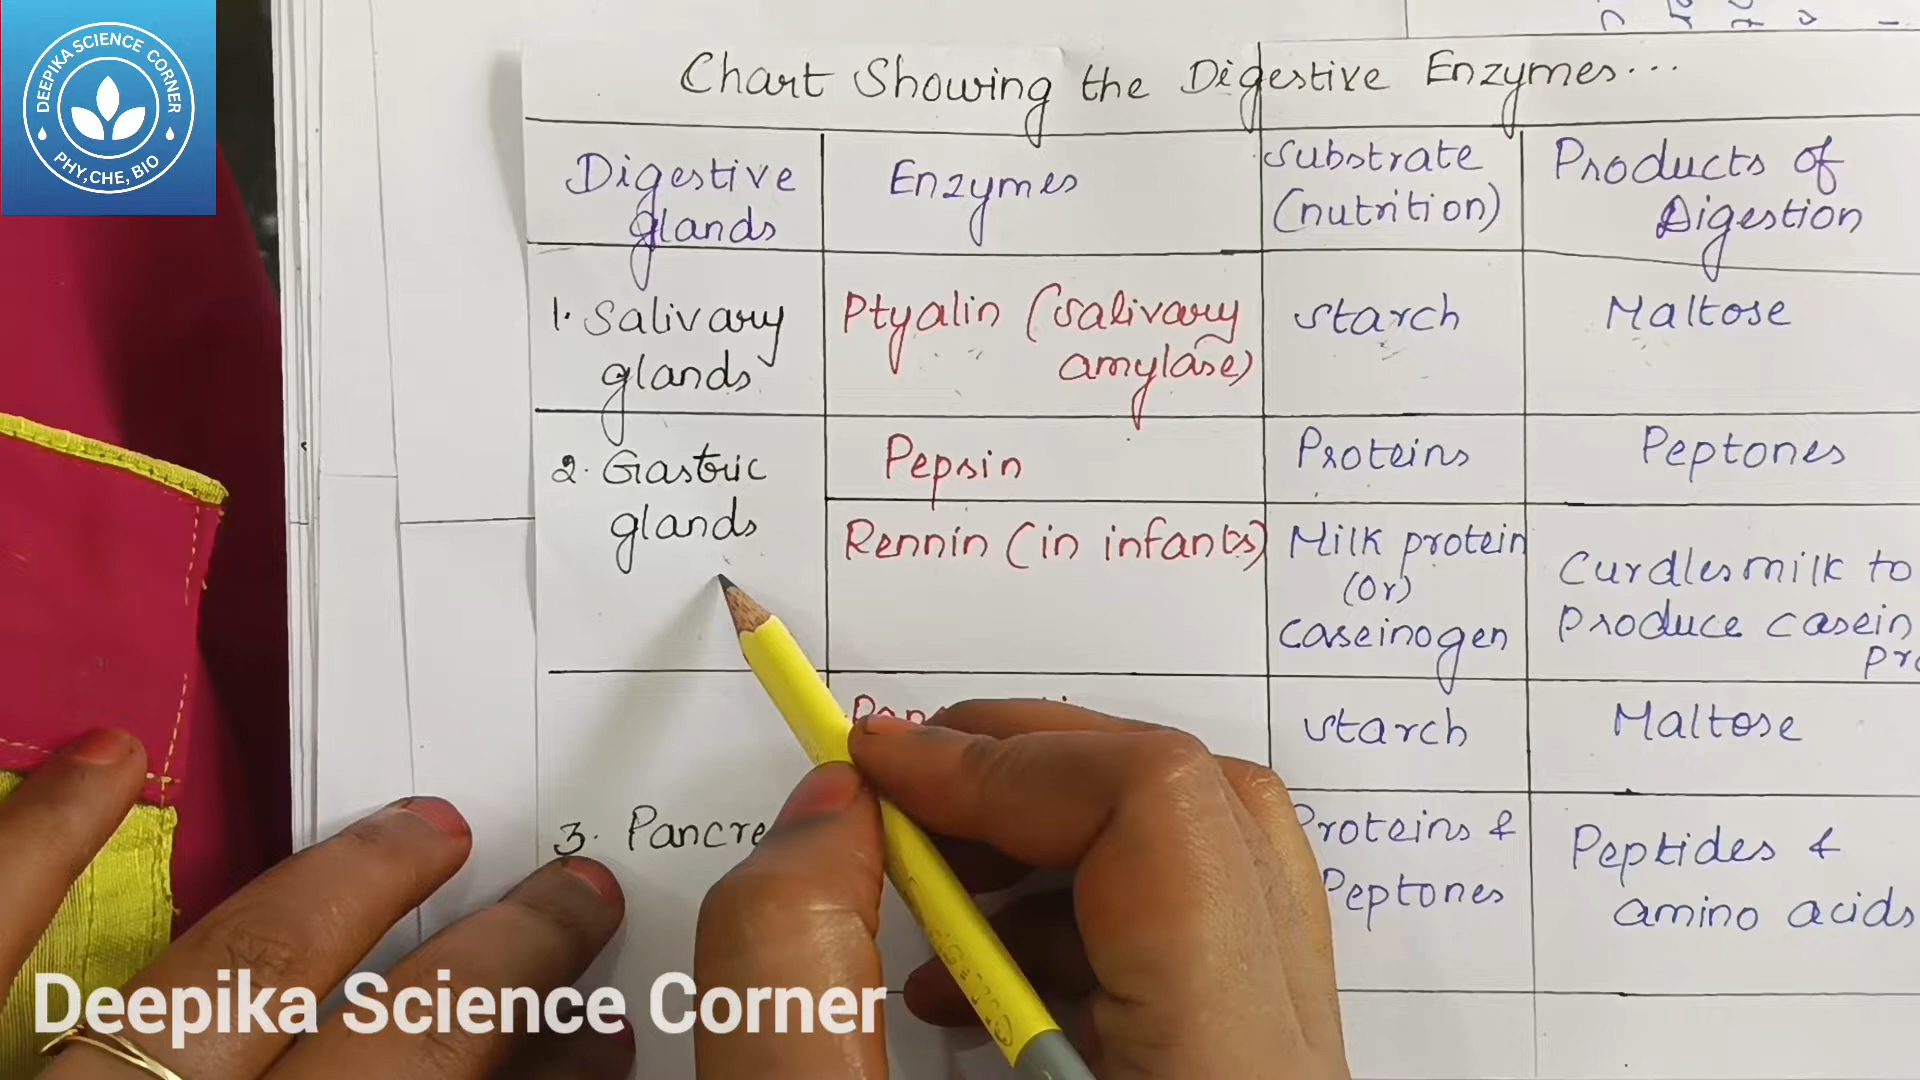 DEEPIKA SCIENCE CORNER
PHY,CHE, BIO
Chart Showing the Digestive Enzymes...
Digestive
glands
Enzymes
Substrate
(nutrition)
Products of
Digestion
1. Salivary
glands
Ptyalin (salivary
amylase)
starch
Maltose
2. Gastric
glands
Pepsin
Proteins
Peptones
Rennin (in infants)
Milk protein
(Or)
caseinogen
Curdles milk to
produce casein
starch
Maltose
3.
Proteins &
Peptones
Peptides &
amino acids
Deepika Science Corner